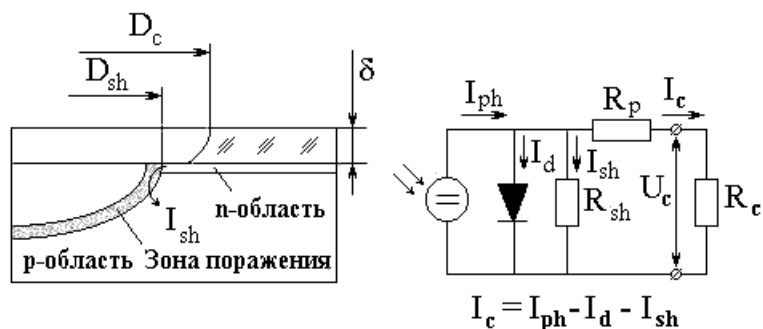 D_c
D_sh
δ
n-область
I_sh
p-область Зона поражения
I_ph
R_p
I_c
I_d
I_sh
R_sh
U_c
R_c
I_c = I_ph - I_d - I_sh